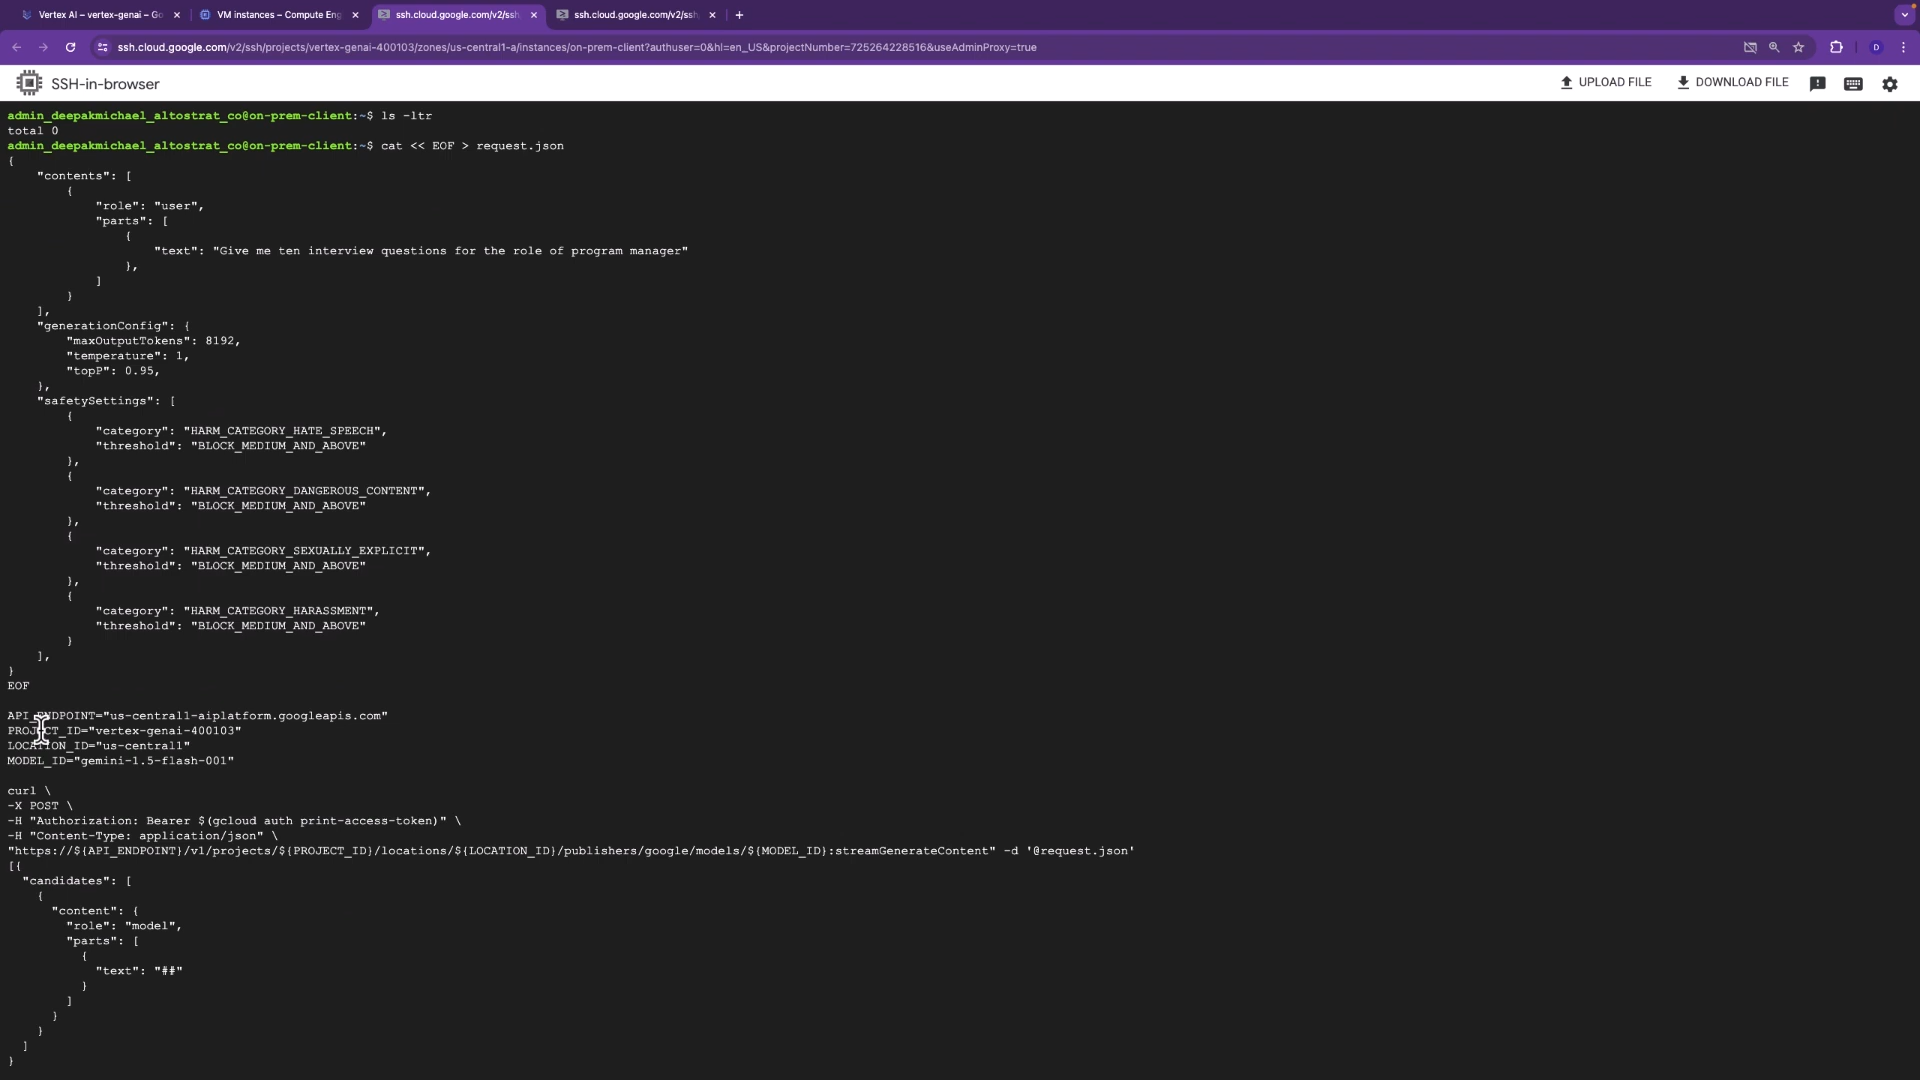 Vertex AI – vertex-genai – Go
VM instances – Compute Eng
ssh.cloud.google.com/v2/ssh
ssh.cloud.google.com/v2/ssh
ssh.cloud.google.com/v2/ssh/projects/vertex-genai-400103/zones/us-central1-a/instances/on-prem-client?authuser=0&hl=en_US&projectNumber=725264228516&useAdminProxy=true
D
SSH-in-browser
UPLOAD FILE
DOWNLOAD FILE
admin_deepakmichael_altostrat_co@on-prem-client:~$ ls -ltr
total 0
admin_deepakmichael_altostrat_co@on-prem-client:~$ cat << EOF > request.json
{
    "contents": [
        {
            "role": "user",
            "parts": [
                {
                    "text": "Give me ten interview questions for the role of program manager"
                },
            ]
        }
    ],
    "generationConfig": {
        "maxOutputTokens": 8192,
        "temperature": 1,
        "topP": 0.95,
    },
    "safetySettings": [
        {
            "category": "HARM_CATEGORY_HATE_SPEECH",
            "threshold": "BLOCK_MEDIUM_AND_ABOVE"
        },
        {
            "category": "HARM_CATEGORY_DANGEROUS_CONTENT",
            "threshold": "BLOCK_MEDIUM_AND_ABOVE"
        },
        {
            "category": "HARM_CATEGORY_SEXUALLY_EXPLICIT",
            "threshold": "BLOCK_MEDIUM_AND_ABOVE"
        },
        {
            "category": "HARM_CATEGORY_HARASSMENT",
            "threshold": "BLOCK_MEDIUM_AND_ABOVE"
        }
    ],
}
EOF
API_ENDPOINT="us-central1-aiplatform.googleapis.com"
PROJECT_ID="vertex-genai-400103"
LOCATION_ID="us-central1"
MODEL_ID="gemini-1.5-flash-001"
curl \
-X POST \
-H "Authorization: Bearer $(gcloud auth print-access-token)" \
-H "Content-Type: application/json" \
"https://${API_ENDPOINT}/v1/projects/${PROJECT_ID}/locations/${LOCATION_ID}/publishers/google/models/${MODEL_ID}:streamGenerateContent" -d '@request.json'
[{
  "candidates": [
    {
      "content": {
        "role": "model",
        "parts": [
          {
            "text": "##"
          }
        ]
      }
    }
  ]
}